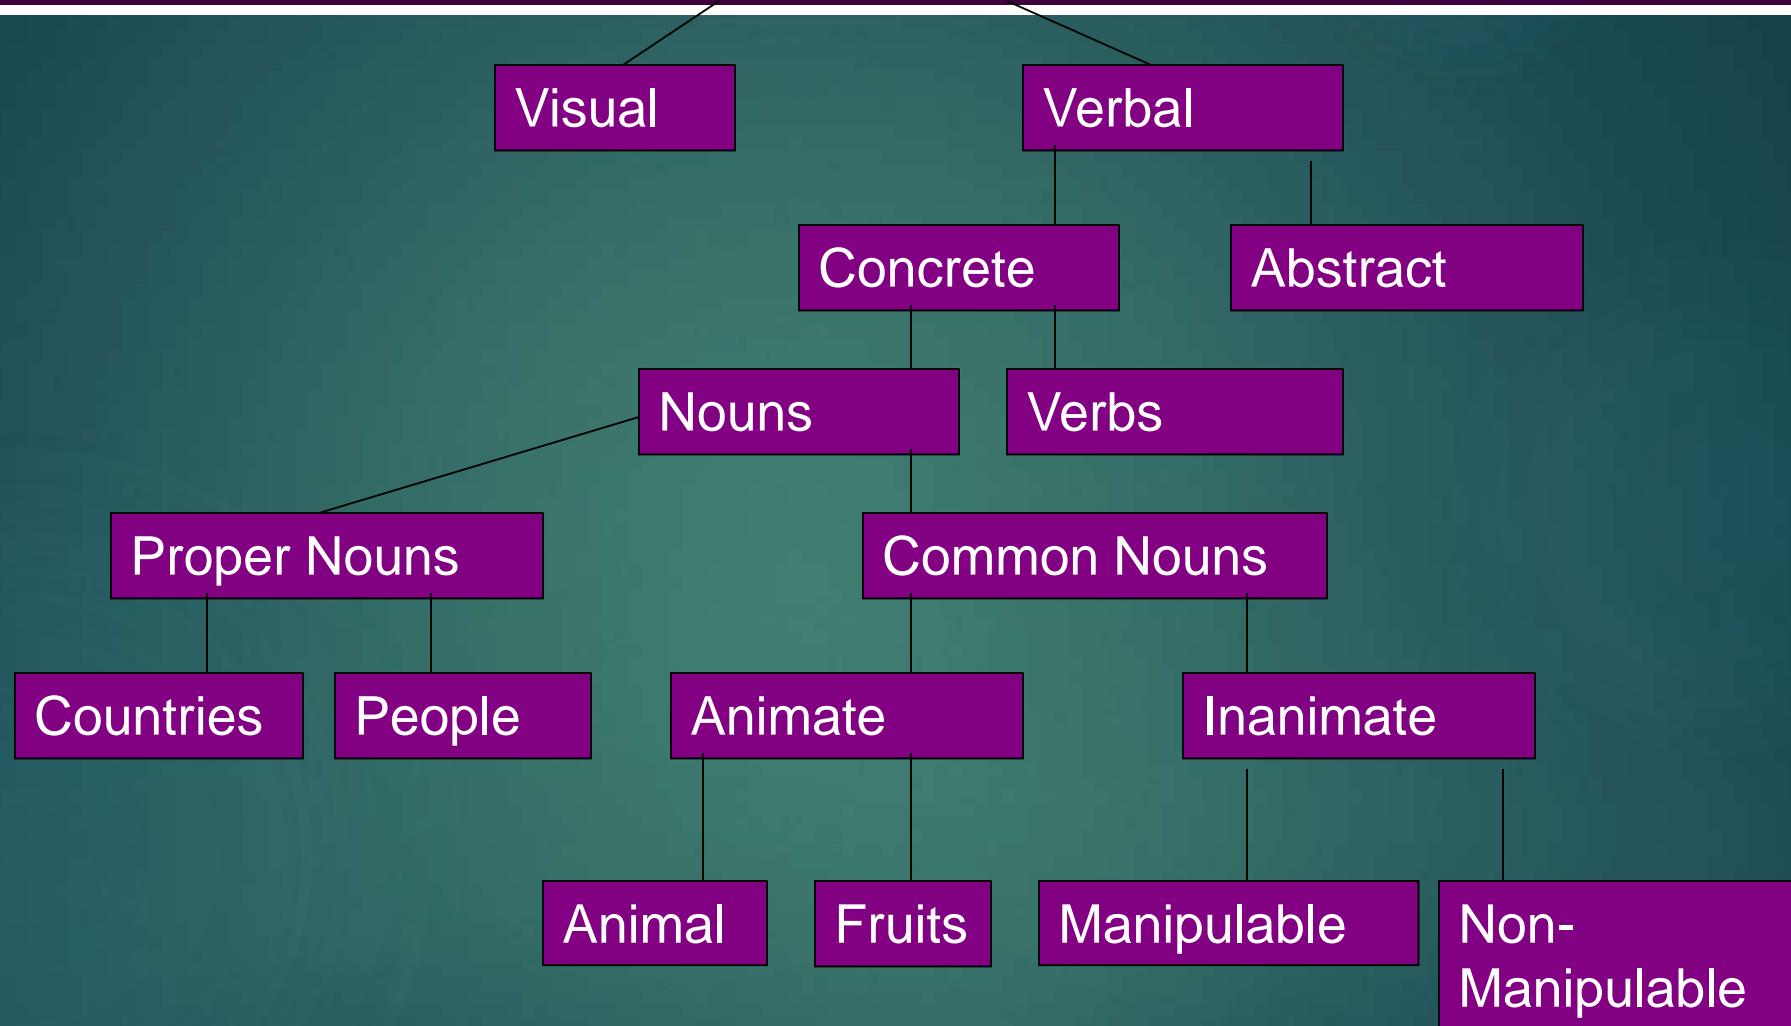 Visual
Verbal
Concrete
Abstract
Nouns
Verbs
Proper Nouns
Common Nouns
Countries
People
Animate
Inanimate
Animal
Fruits
Manipulable
Non-
Manipulable